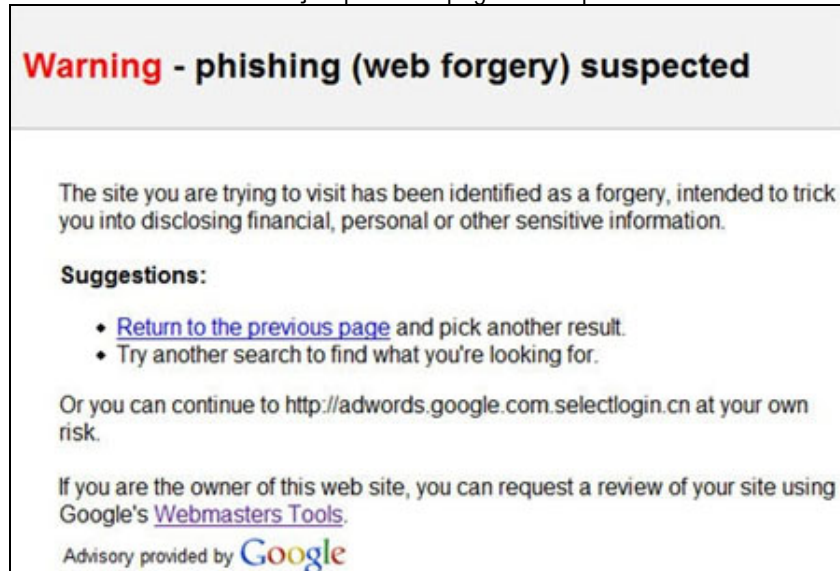 Warning - phishing (web forgery) suspected
The site you are trying to visit has been identified as a forgery, intended to trick
you into disclosing financial, personal or other sensitive information.
Suggestions:
• Return to the previous page and pick another result.
• Try another search to find what you're looking for.
Or you can continue to http://adwords.google.com.selectlogin.cn at your own
risk.
If you are the owner of this web site, you can request a review of your site using
Google's Webmasters Tools.
Advisory provided by Google